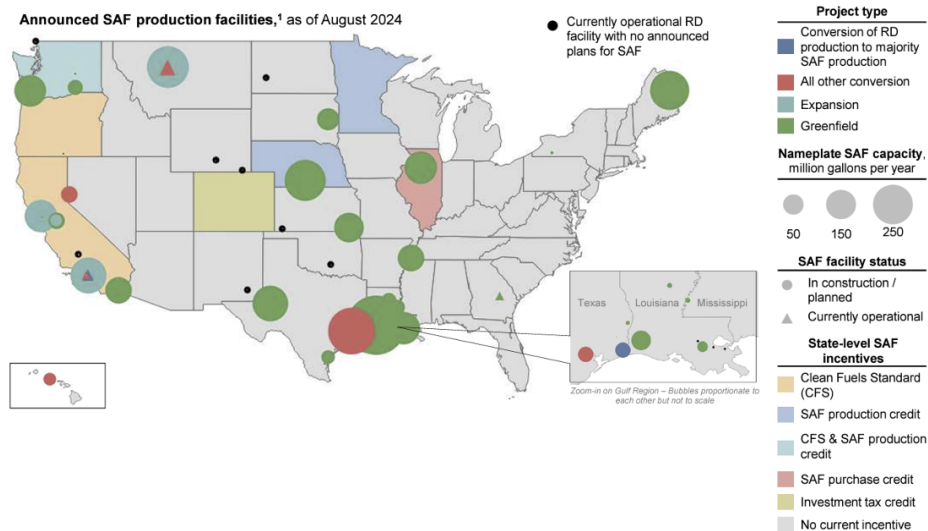 Announced SAF production facilities,¹ as of August 2024
Currently operational RD
facility with no announced
plans for SAF
Texas
Louisiana
Mississippi
Zoom-in on Gulf Region – Bubbles proportionate to
each other but not to scale
Project type
Conversion of RD
production to majority
SAF production
All other conversion
Expansion
Greenfield
Nameplate SAF capacity,
million gallons per year
50 150 250
SAF facility status
In construction /
planned
Currently operational
State-level SAF
incentives
Clean Fuels Standard
(CFS)
SAF production credit
CFS & SAF production
credit
SAF purchase credit
Investment tax credit
No current incentive